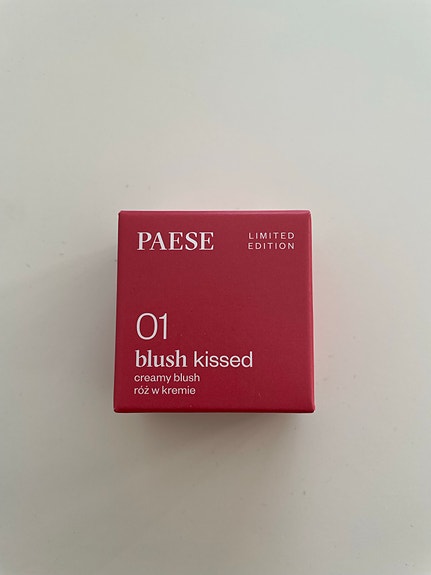 PAESE
LIMITED
EDITION
01
blush kissed
creamy blush
róż w kremie